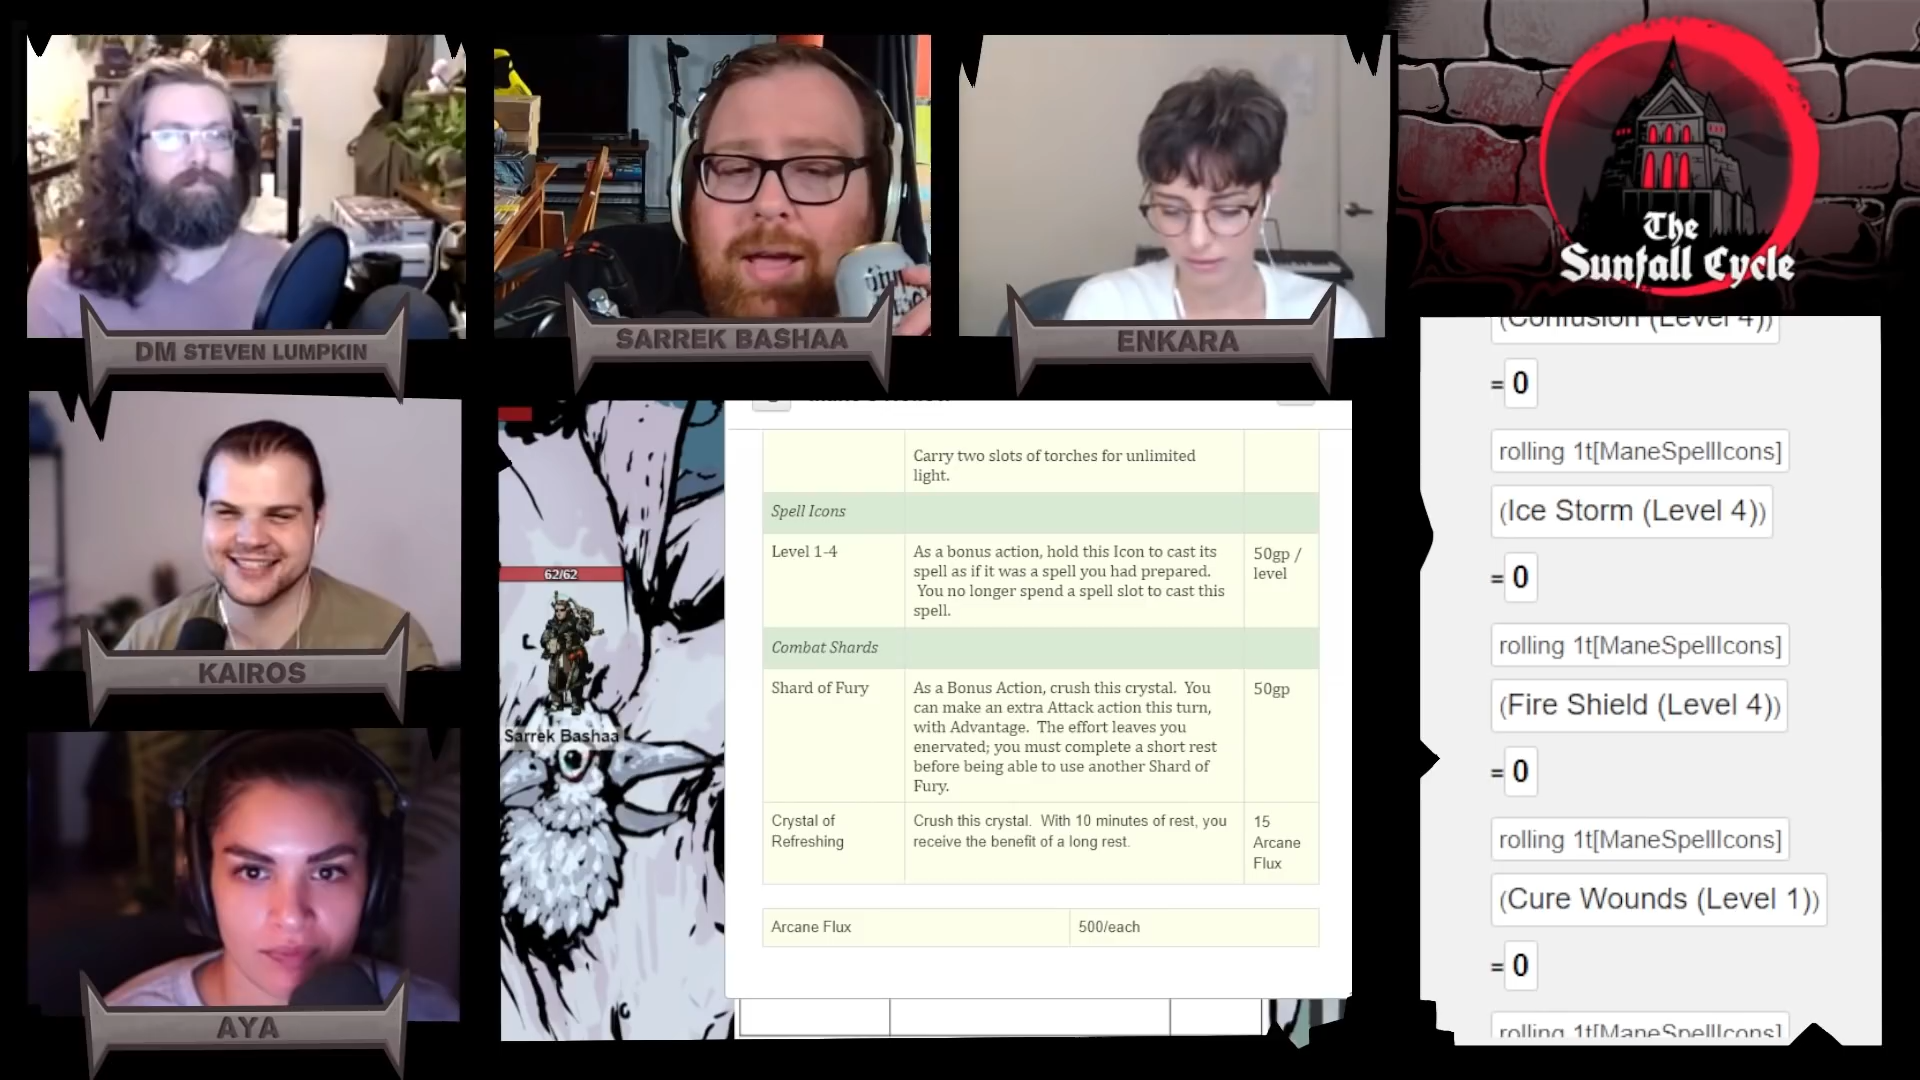 DM STEVEN LUMPKIN
SARREK BASHAA
ENKARA
The
Sunfall Cycle
KAIROS
AYA
62/62
Sarrek Bashaa
Carry two slots of torches for unlimited
light.
Spell Icons
Level 1-4
As a bonus action, hold this Icon to cast its
spell as if it was a spell you had prepared.
You no longer spend a spell slot to cast this
spell.
50gp /
level
Combat Shards
Shard of Fury
As a Bonus Action, crush this crystal. You
can make an extra Attack action this turn,
with Advantage. The effort leaves you
enervated; you must complete a short rest
before being able to use another Shard of
Fury.
50gp
Crystal of
Refreshing
Crush this crystal. With 10 minutes of rest, you
receive the benefit of a long rest.
15
Arcane
Flux
Arcane Flux
500/each
(Confusion (Level 4))
=0
rolling 1t[ManeSpellIcons]
(Ice Storm (Level 4))
=0
rolling 1t[ManeSpellIcons]
(Fire Shield (Level 4))
=0
rolling 1t[ManeSpellIcons]
(Cure Wounds (Level 1))
=0
rolling 1t[ManeSpellIcons]